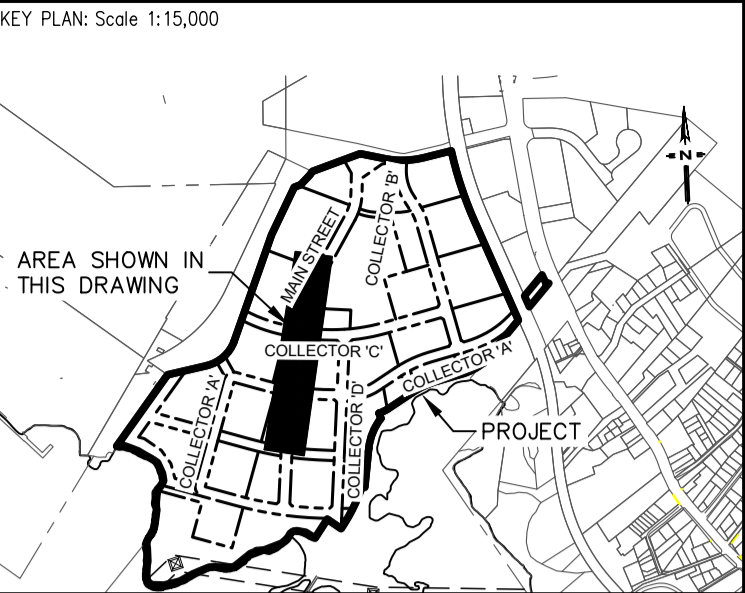 KEY PLAN: Scale 1:15,000
N
COLLECTOR 'B'
MAIN STREET
AREA SHOWN IN
THIS DRAWING
COLLECTOR 'C'
COLLECTOR 'A'
COLLECTOR 'A'
COLLECTOR 'D'
PROJECT